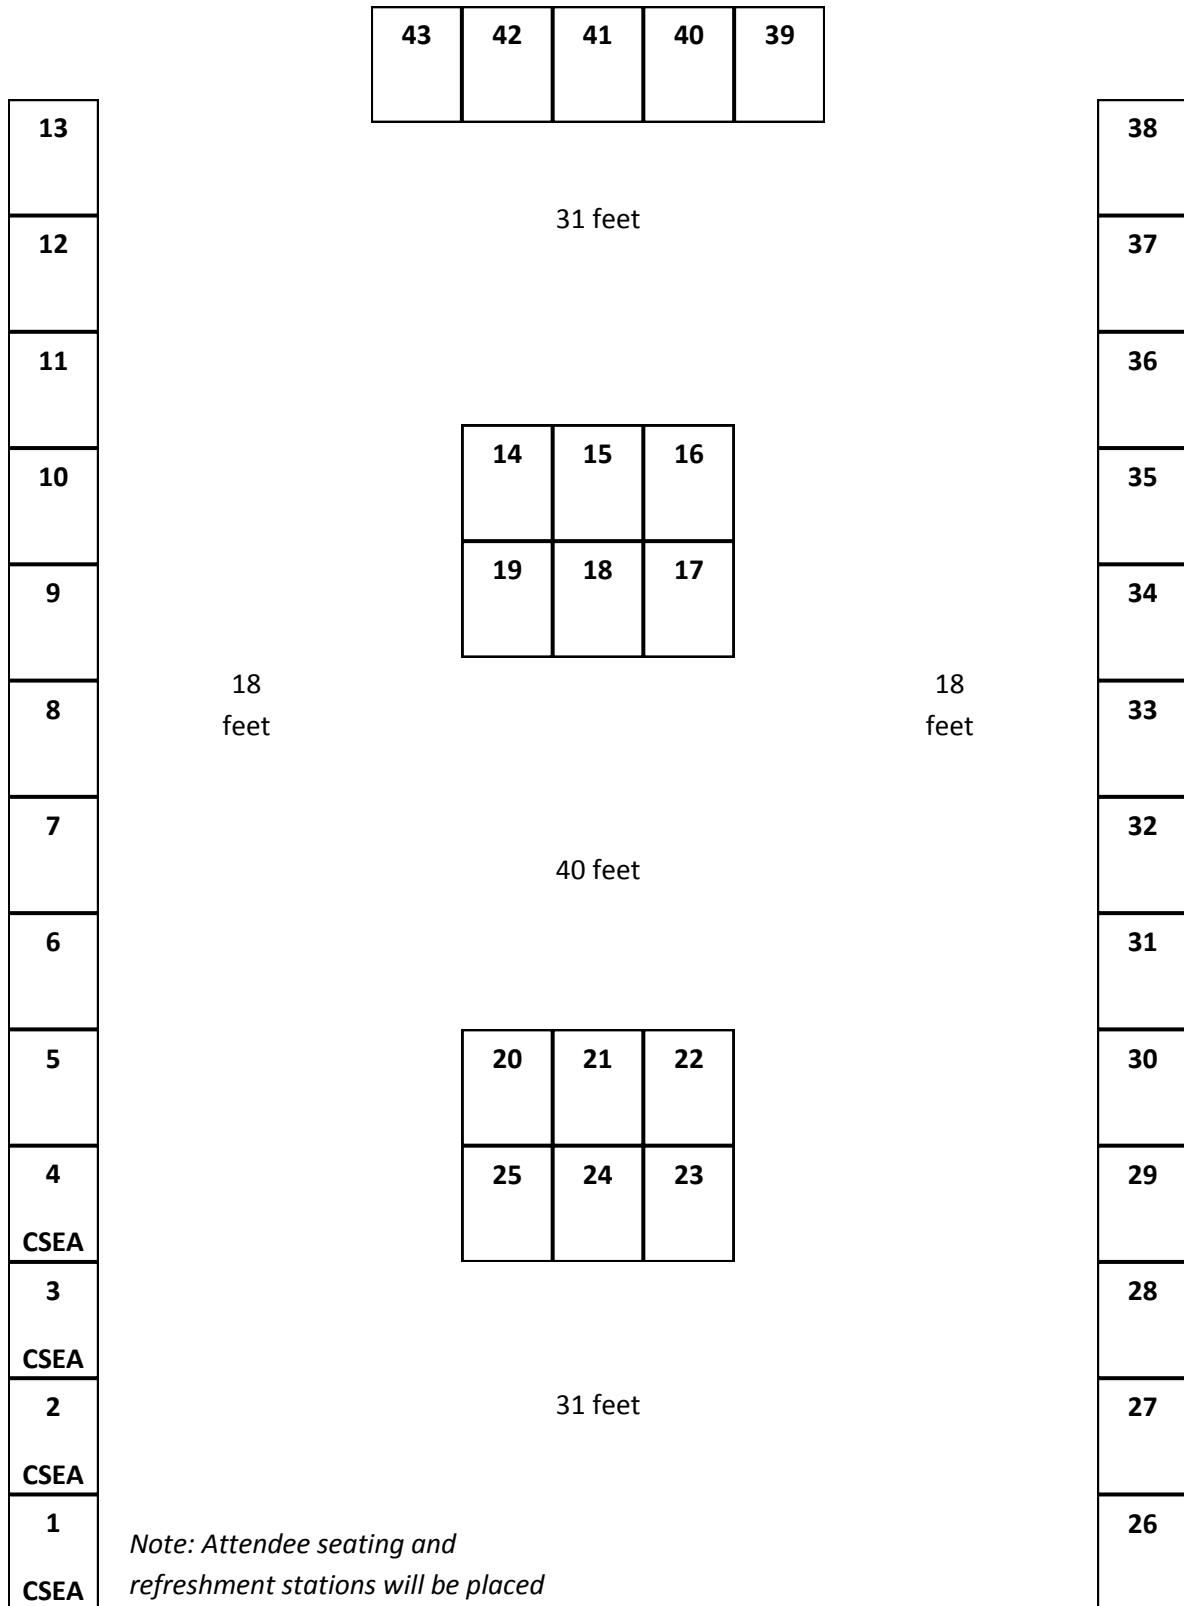 43 42 41 40 39
13
38
31 feet
12
37
11
36
14 15 16
10
35
19 18 17
9
34
18
feet
18
feet
8
33
7
32
40 feet
6
31
5
20 21 22
30
4
25 24 23
29
CSEA
3
28
CSEA
2
31 feet
27
CSEA
1
26
Note: Attendee seating and
CSEA
refreshment stations will be placed